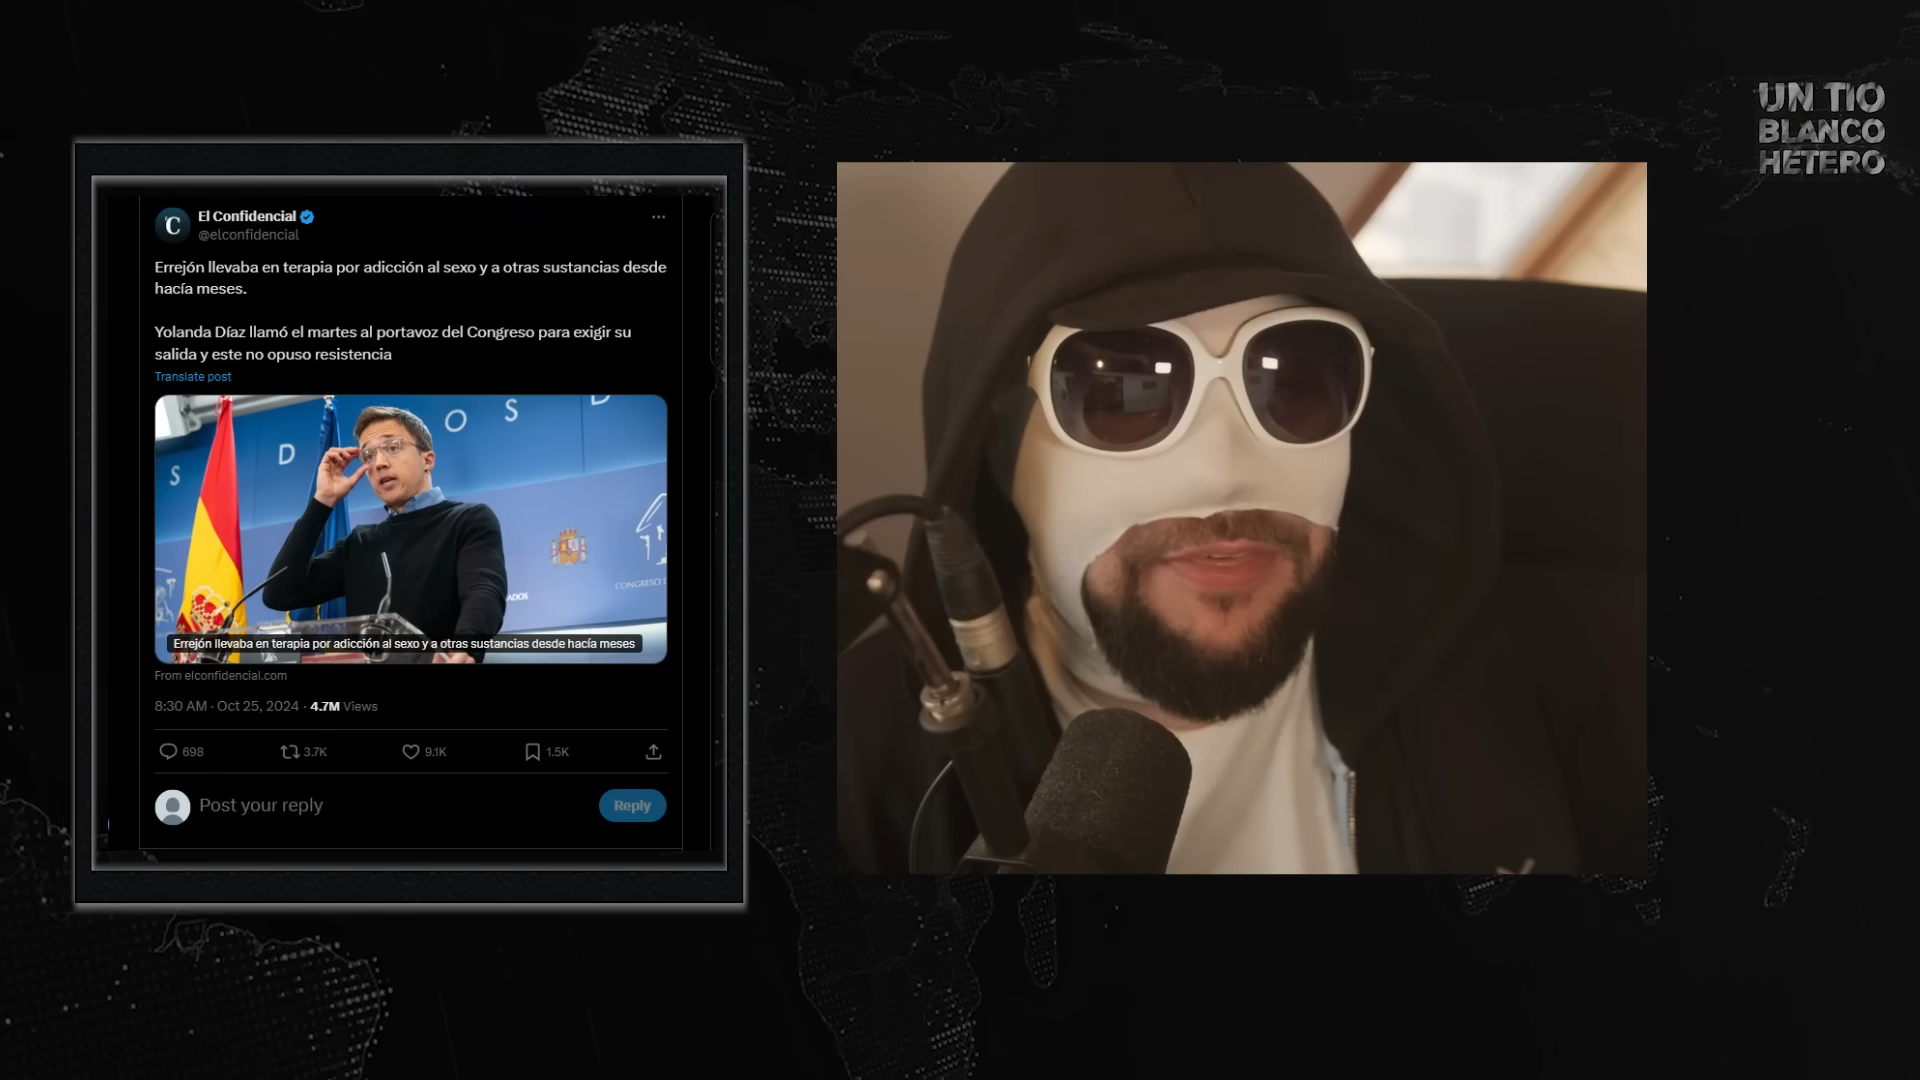 El Confidencial
@elconfidencial
Errejón llevaba en terapia por adicción al sexo y a otras sustancias desde
hacía meses.
Yolanda Díaz llamó el martes al portavoz del Congreso para exigir su
salida y este no opuso resistencia
Translate post
S
D
O
S
D
CONGRESO D
ADOS
Errejón llevaba en terapia por adicción al sexo y a otras sustancias desde hacía meses
From elconfidencial.com
8:30 AM · Oct 25, 2024 · 4.7M Views
698 3.7K 9.1K 1.5K
Post your reply
Reply
UN TIO
BLANCO
HETERO